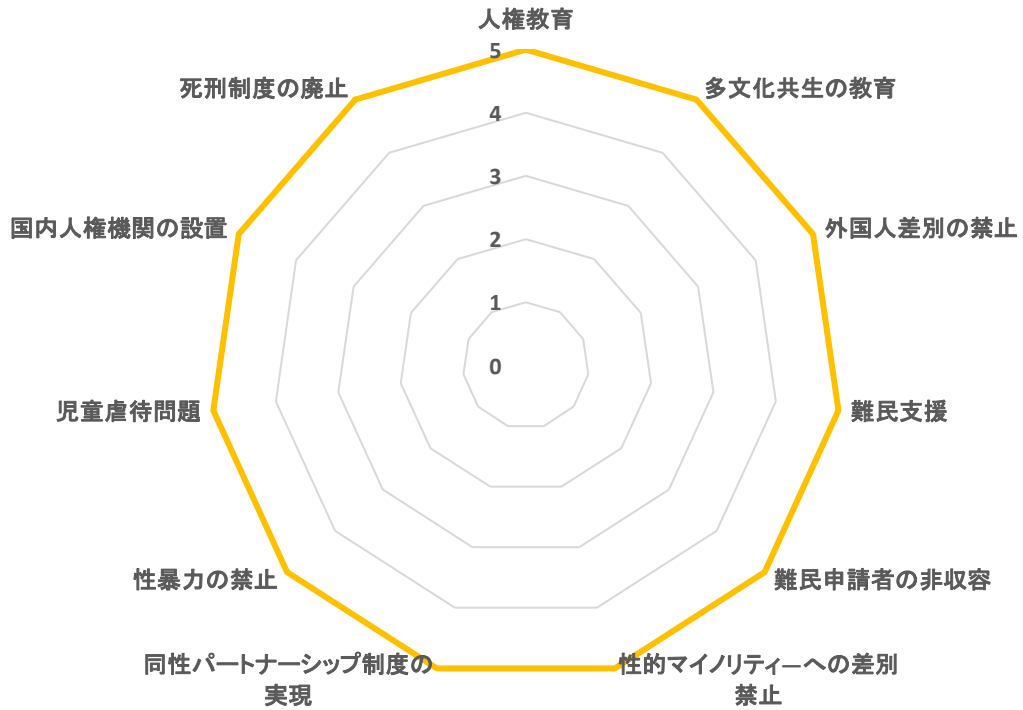 人権教育
多文化共生の教育
外国人差別の禁止
難民支援
難民申請者の非収容
性的マイノリティーへの差別
禁止
同性パートナーシップ制度の
実現
性暴力の禁止
児童虐待問題
国内人権機関の設置
死刑制度の廃止
5
4
3
2
1
0